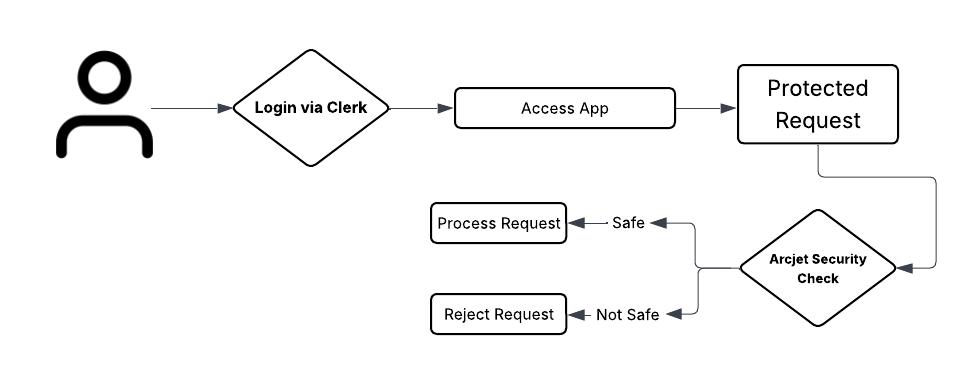 Login via Clerk
Access App
Protected
Request
Process Request
Safe
Arcjet Security
Check
Reject Request
Not Safe